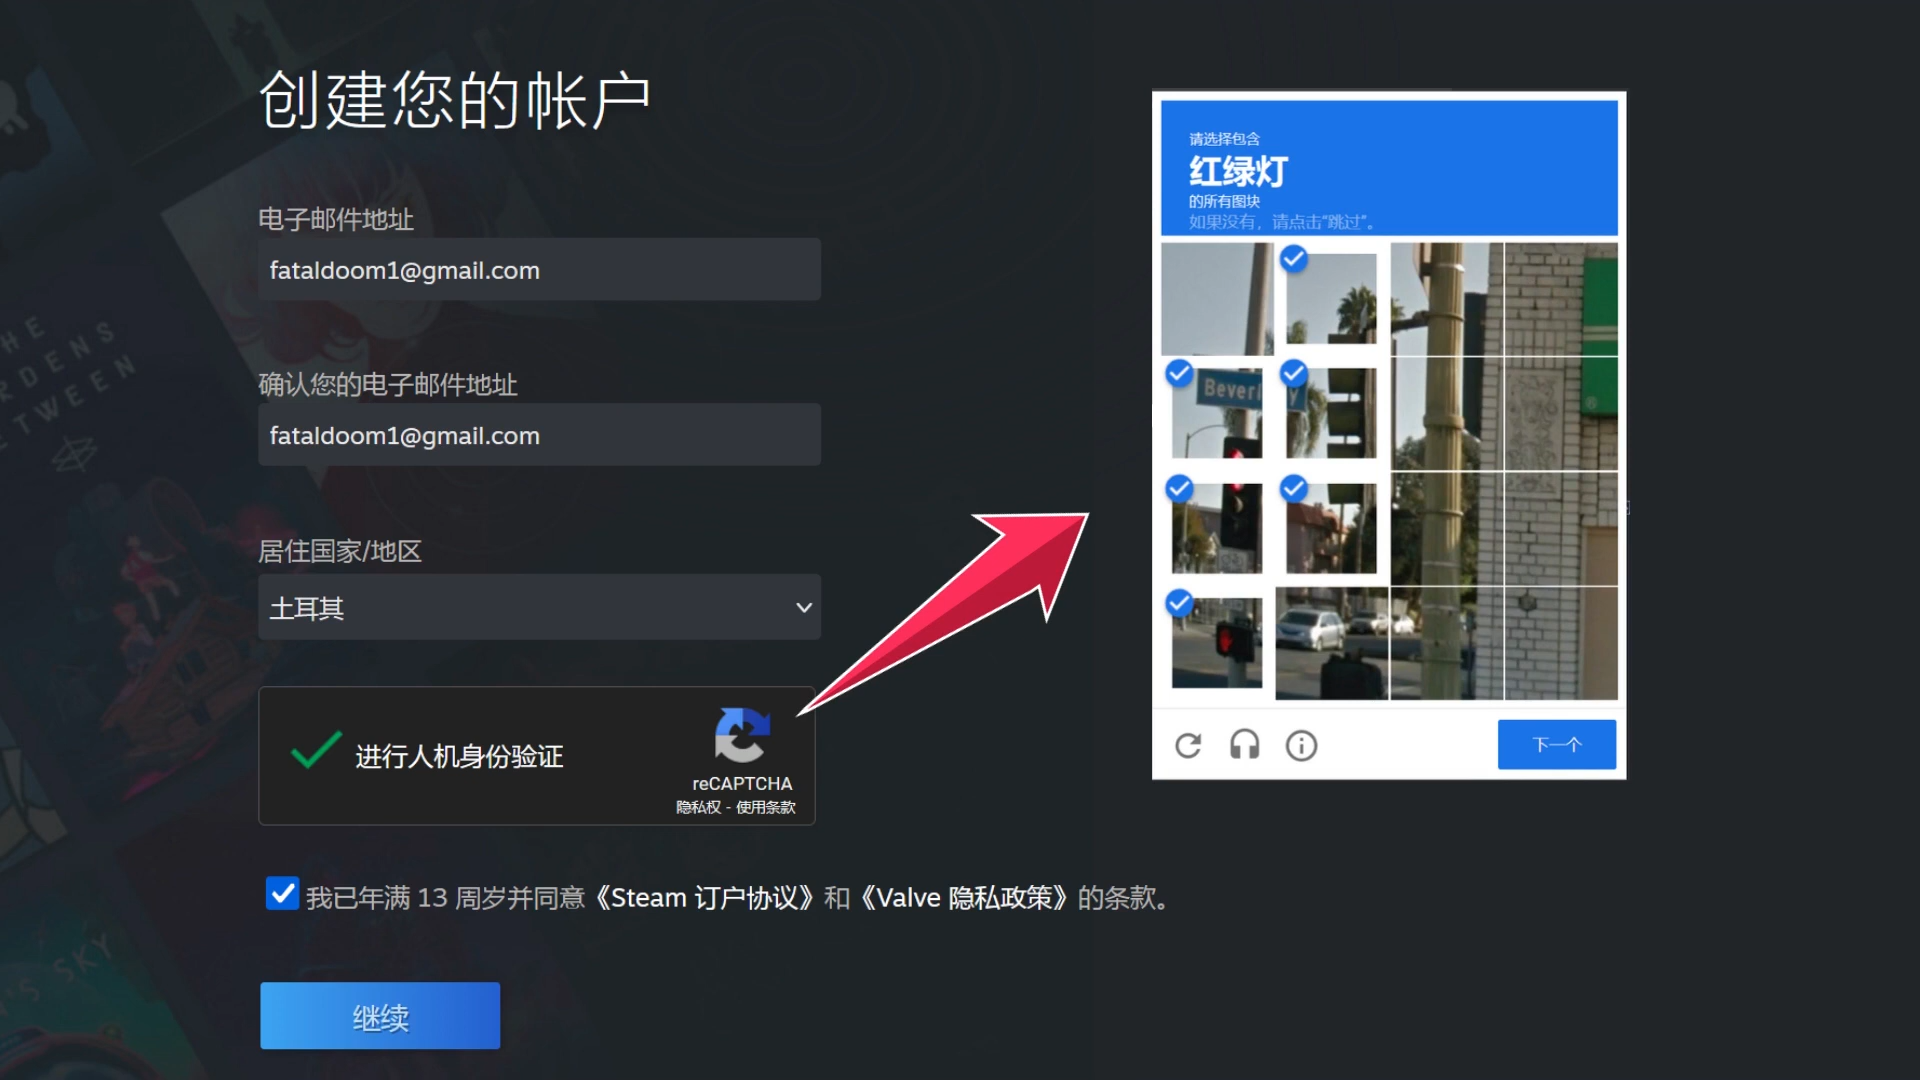 创建您的帐户
电子邮件地址
fataldoom1@gmail.com
确认您的电子邮件地址
fataldoom1@gmail.com
居住国家/地区
土耳其
进行人机身份验证
reCAPTCHA
隐私权 - 使用条款
我已年满 13 周岁并同意《Steam 订户协议》和《Valve 隐私政策》的条款。
继续
请选择包含
红绿灯
的所有图块
如果没有，请点击“跳过”。
Beverl
y
下一个
HE
RDENS
TWEEN
'S SKY